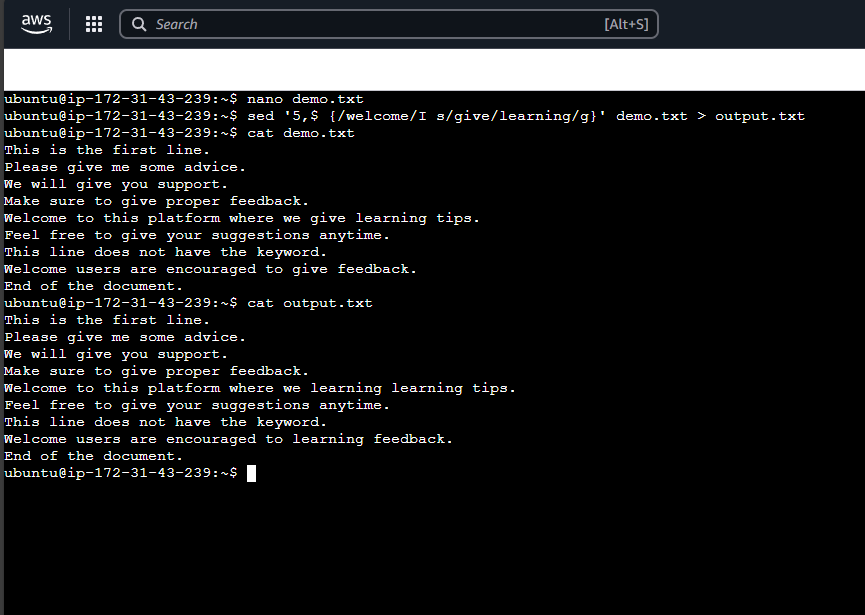 aws
Search [Alt+S]
ubuntu@ip-172-31-43-239:~$ nano demo.txt
ubuntu@ip-172-31-43-239:~$ sed '5,$ {/welcome/I s/give/learning/g}' demo.txt > output.txt
ubuntu@ip-172-31-43-239:~$ cat demo.txt
This is the first line.
Please give me some advice.
We will give you support.
Make sure to give proper feedback.
Welcome to this platform where we give learning tips.
Feel free to give your suggestions anytime.
This line does not have the keyword.
Welcome users are encouraged to give feedback.
End of the document.
ubuntu@ip-172-31-43-239:~$ cat output.txt
This is the first line.
Please give me some advice.
We will give you support.
Make sure to give proper feedback.
Welcome to this platform where we learning learning tips.
Feel free to give your suggestions anytime.
This line does not have the keyword.
Welcome users are encouraged to learning feedback.
End of the document.
ubuntu@ip-172-31-43-239:~$